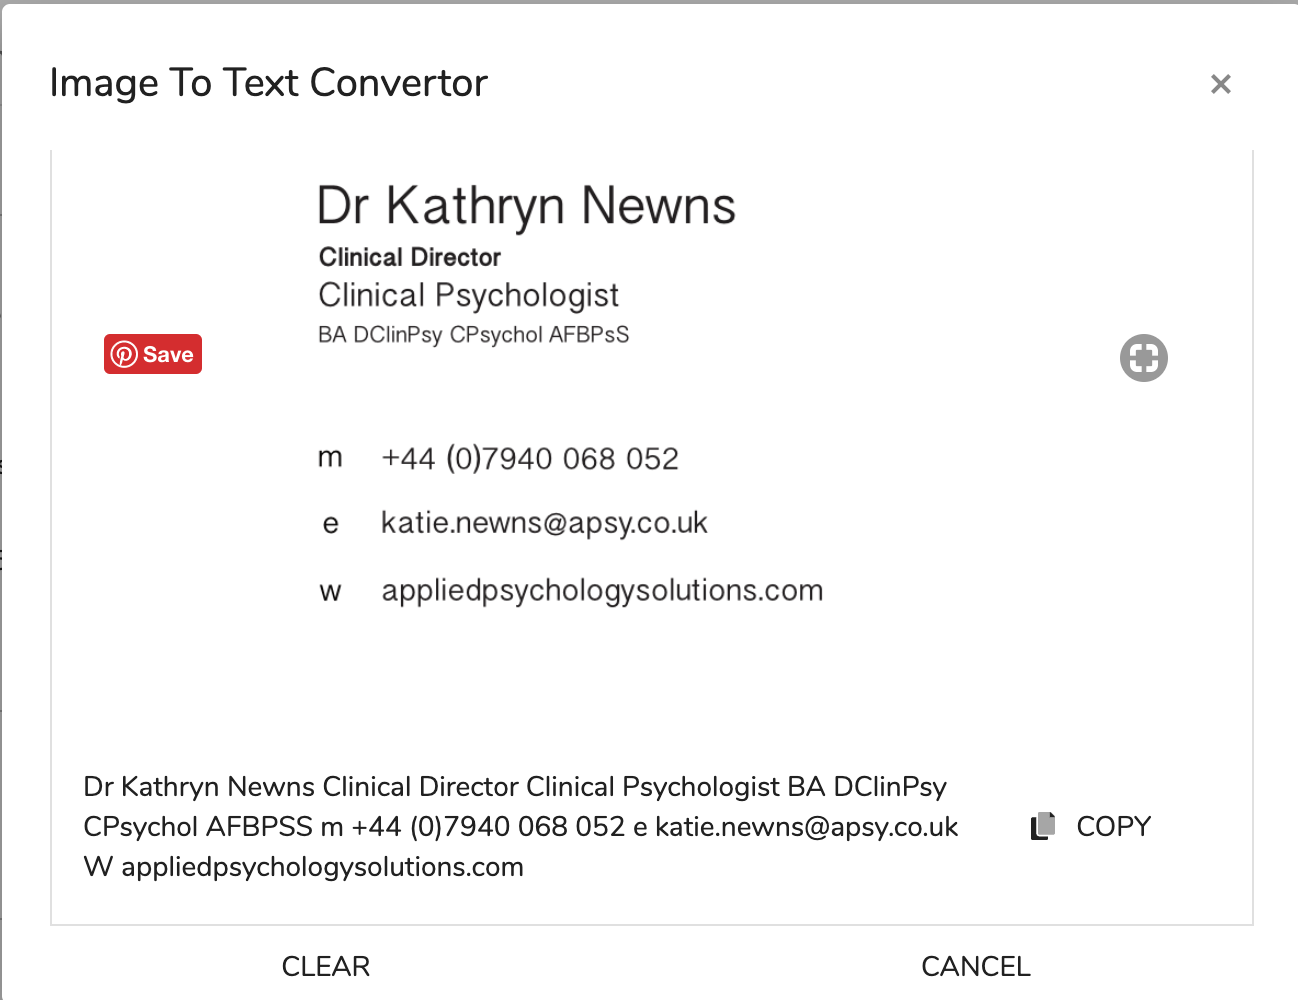 Image To Text Convertor
Dr Kathryn Newns
Clinical Director
Clinical Psychologist
BA DClinPsy CPsychol AFBPsS
Save
m +44 (0)7940 068 052
e katie.newns@apsy.co.uk
w appliedpsychologysolutions.com
Dr Kathryn Newns Clinical Director Clinical Psychologist BA DClinPsy
CPsychol AFBPSS m +44 (0)7940 068 052 e katie.newns@apsy.co.uk
W appliedpsychologysolutions.com
COPY
CLEAR
CANCEL